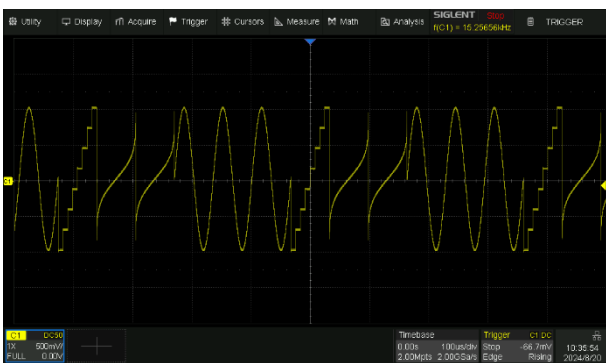 Utility Display Acquire Trigger Cursors Measure Math Analysis
SIGLENT Stop
f(C1) = 15.25656kHz
TRIGGER
C1
C1 DC50
1X 500mV/
FULL 0.00V
Timebase
0.00s 100us/div
2.00Mpts 2.00GSa/s
Trigger C1 DC
Stop -66.7mV
Edge Rising
10:35:54
2024/8/20